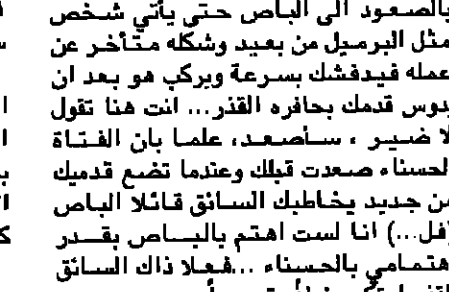 بالصعود الى الباص حتى يأتي شخص
مثل البرميل من بعيد وشكله متأخر عن
عمله فيدفشك بسرعة ويركب هو بعد ان
يدوس قدمك بحافره القذر... انت هنا تقول
لا ضير ، سأصعد، علما بان الفتاة
الحسناء صعدت قبلك وعندما تضع قدميك
من جديد يخاطبك السائق قائلا الباص
(فل...) انا لست اهتم بالباص بقدر
اهتمامي بالحسناء ...فعلا ذاك السائق